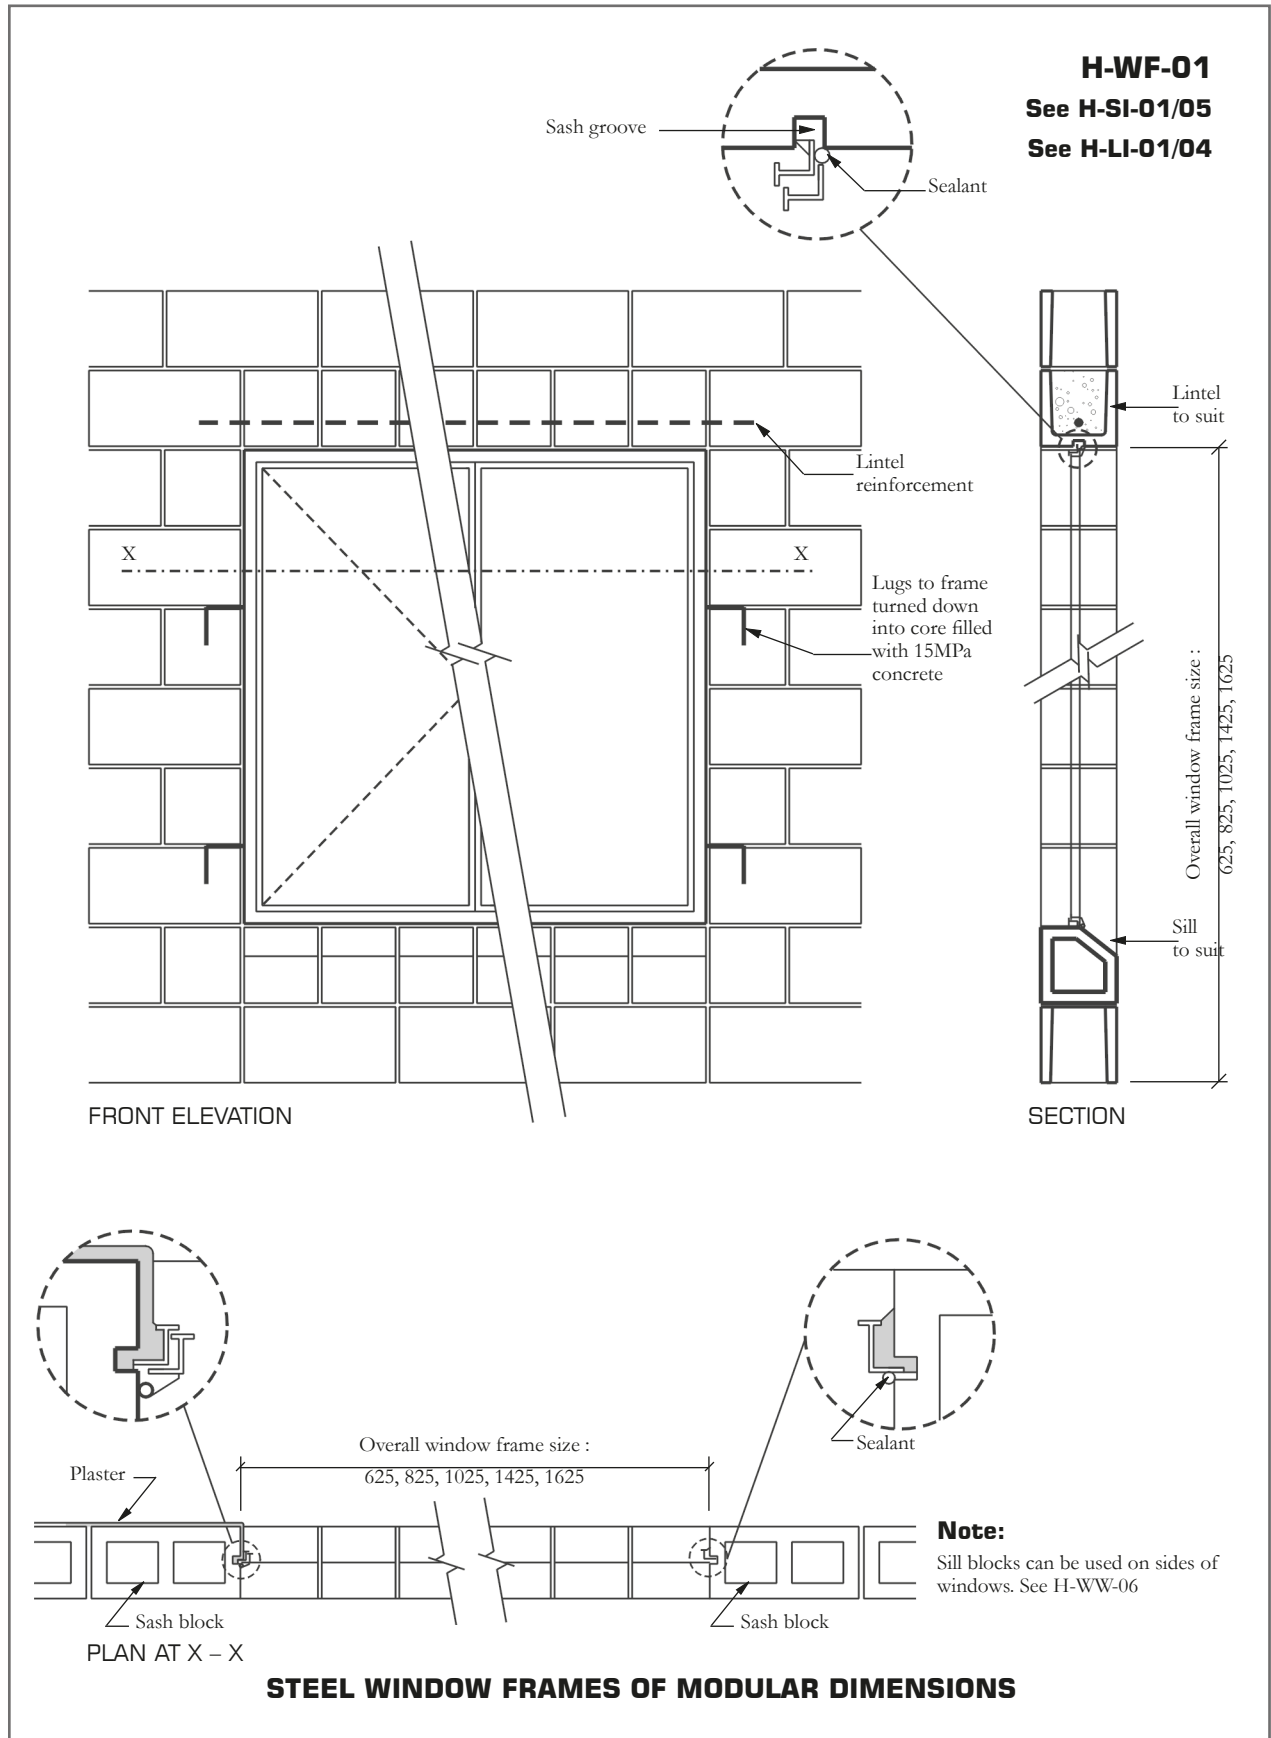 H-WF-01
See H-SI-01/05
See H-LI-01/04
Sash groove
Sealant
Lintel
to suit
Lintel
reinforcement
X
X
Lugs to frame
turned down
into core filled
with 15MPa
concrete
Overall window frame size :
625, 825, 1025, 1425, 1625
Sill
to suit
FRONT ELEVATION
SECTION
Overall window frame size :
625, 825, 1025, 1425, 1625
Sealant
Plaster
Note:
Sill blocks can be used on sides of
windows. See H-WW-06
Sash block
Sash block
PLAN AT X – X
STEEL WINDOW FRAMES OF MODULAR DIMENSIONS